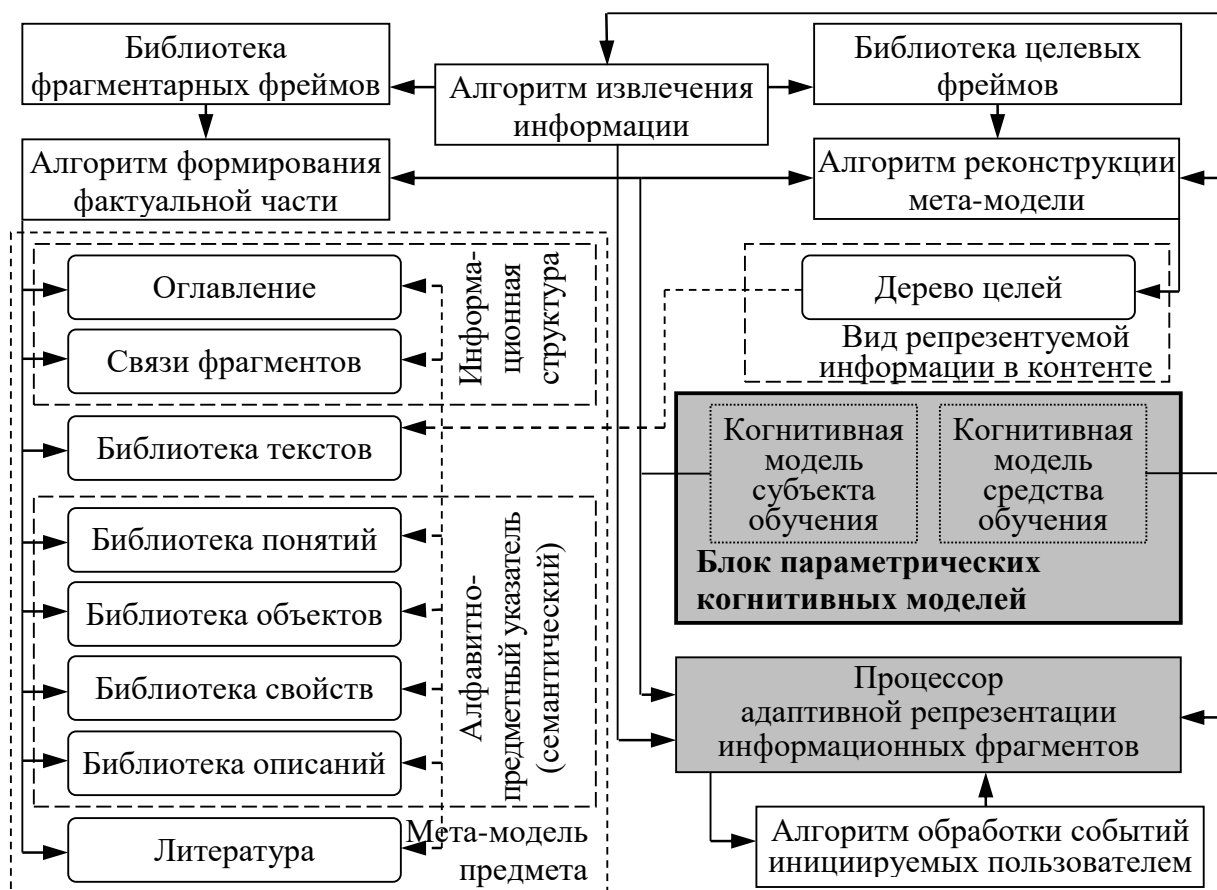 Библиотека
фрагментарных фреймов
Алгоритм извлечения
информации
Библиотека целевых
фреймов
Алгоритм формирования
фактуальной части
Алгоритм реконструкции
мета-модели
Оглавление
Связи фрагментов
Информа-
ционная
структура
Дерево целей
Вид репрезентуемой
информации в контенте
Библиотека текстов
Когнитивная
модель
субъекта
обучения
Когнитивная
модель
средства
обучения
Блок параметрических
когнитивных моделей
Библиотека понятий
Библиотека объектов
Библиотека свойств
Библиотека описаний
Алфавитно-
предметный указатель
(семантический)
Процессор
адаптивной репрезентации
информационных фрагментов
Литература
Мета-модель
предмета
Алгоритм обработки событий
инициируемых пользователем